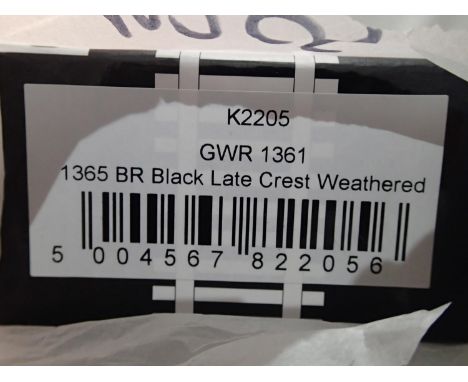 K2205
GWR 1361
1365 BR Black Late Crest Weathered
5 004567 822056